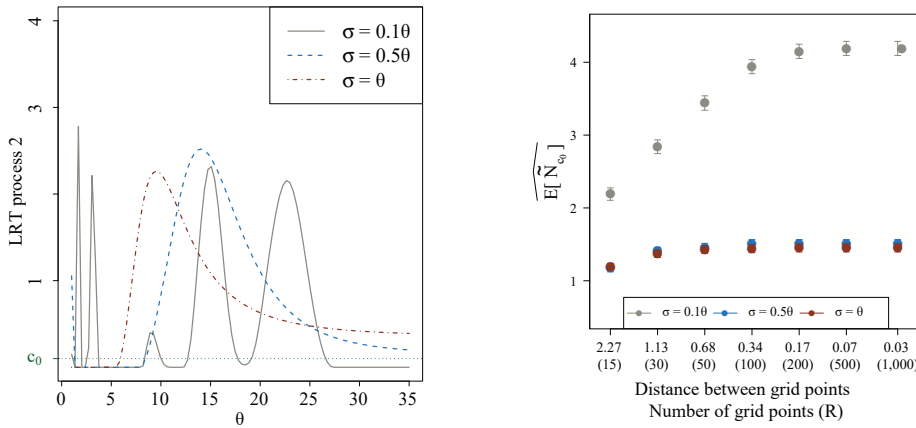 LRT process 2
4
3
1
c₀
0
5
10
15
20
25
30
35
θ
σ = 0.1θ
σ = 0.5θ
σ = θ
E[ Ñ_c₀ ]
4
3
2
1
σ = 0.1θ σ = 0.5θ σ = θ
2.27 1.13 0.68 0.34 0.17 0.07 0.03
(15) (30) (50) (100) (200) (500) (1,000)
Distance between grid points
Number of grid points (R)